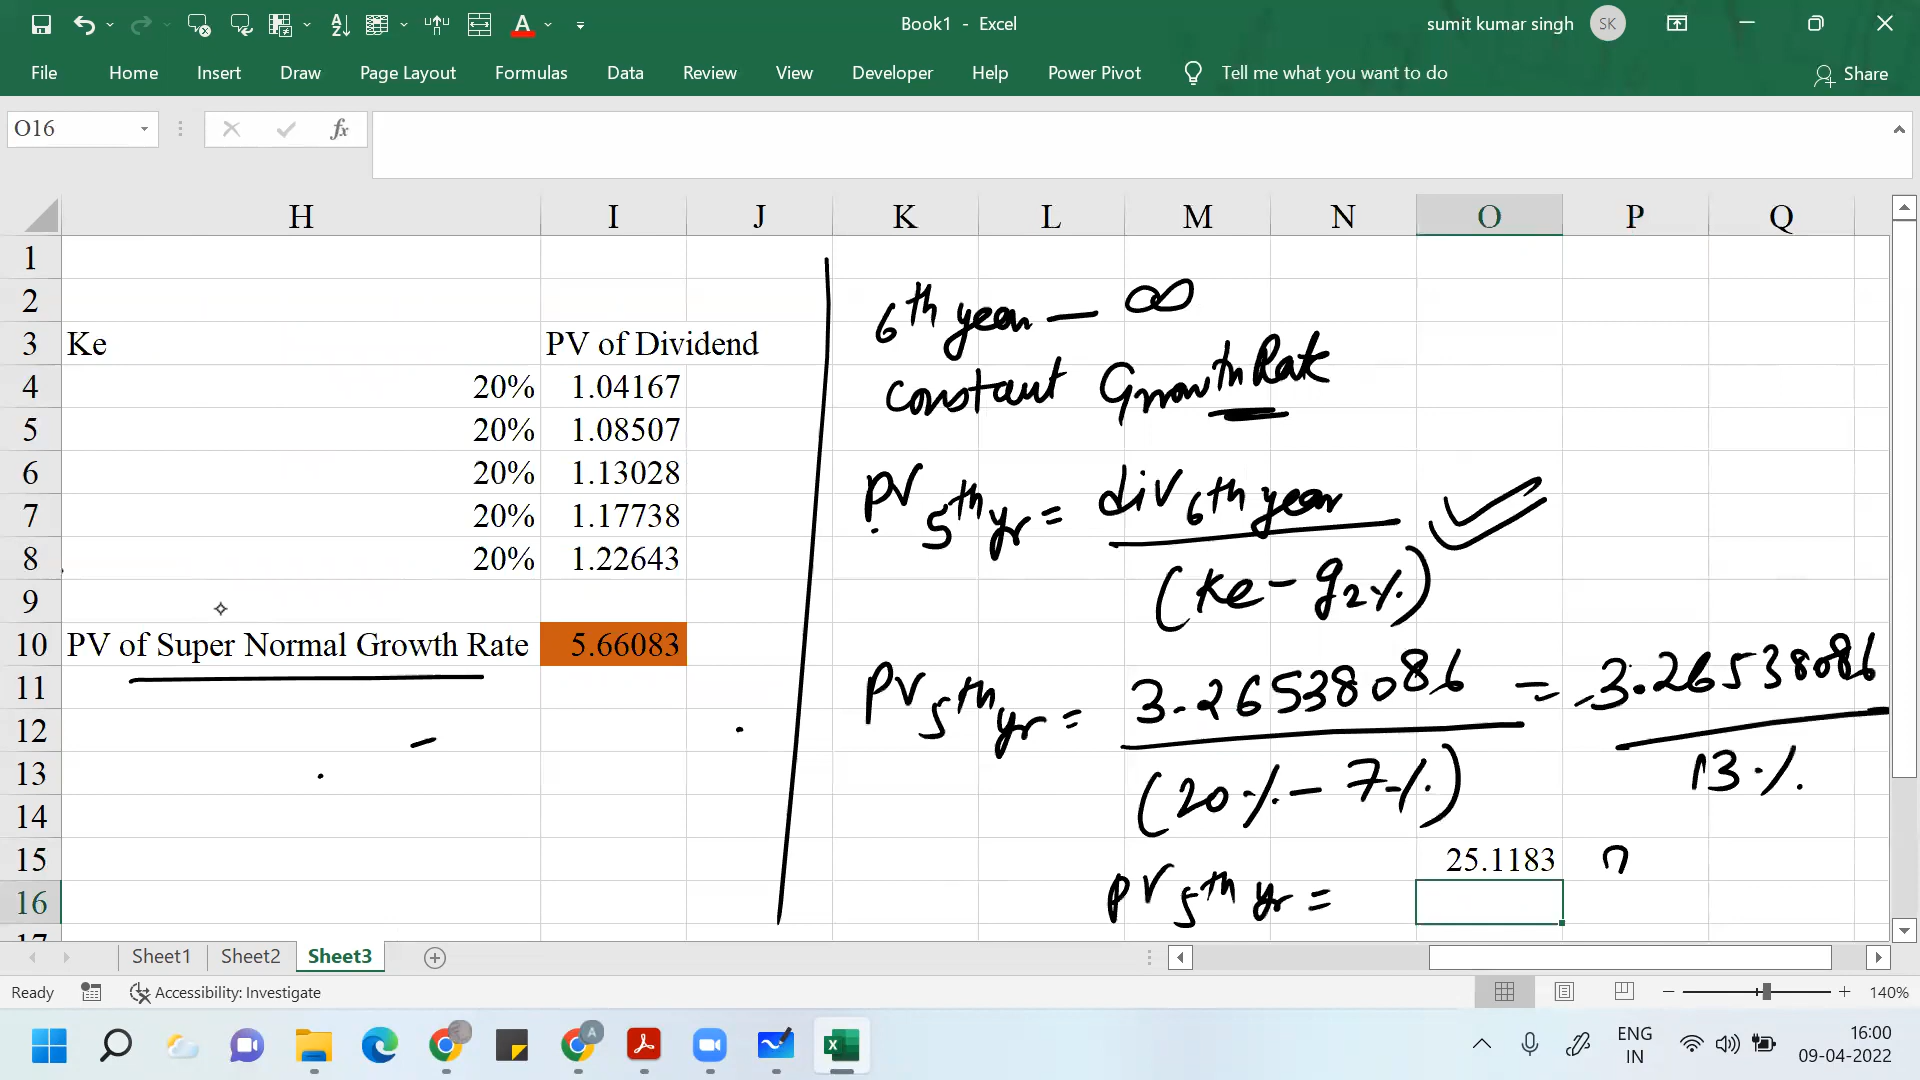 Book1 - Excel
sumit kumar singh SK
File Home Insert Draw Page Layout Formulas Data Review View Developer Help Power Pivot Tell me what you want to do Share
O16 fx
H I J K L M N O P Q
1
2
6th year — ∞
3 Ke PV of Dividend
constant Growth Rate
4 20% 1.04167
5 20% 1.08507
6 20% 1.13028
7 20% 1.17738
8 20% 1.22643
PV 5th yr = div 6th year
(Ke - g2%)
9
10 PV of Super Normal Growth Rate 5.66083
PV 5th yr = 3.26538086 = 3.26538086
11
12
13
(20% - 7%) 13%
14
15 25.1183
PV 5th yr =
16
17
Sheet1 Sheet2 Sheet3
Ready Accessibility: Investigate 140%
ENG 16:00
IN 09-04-2022